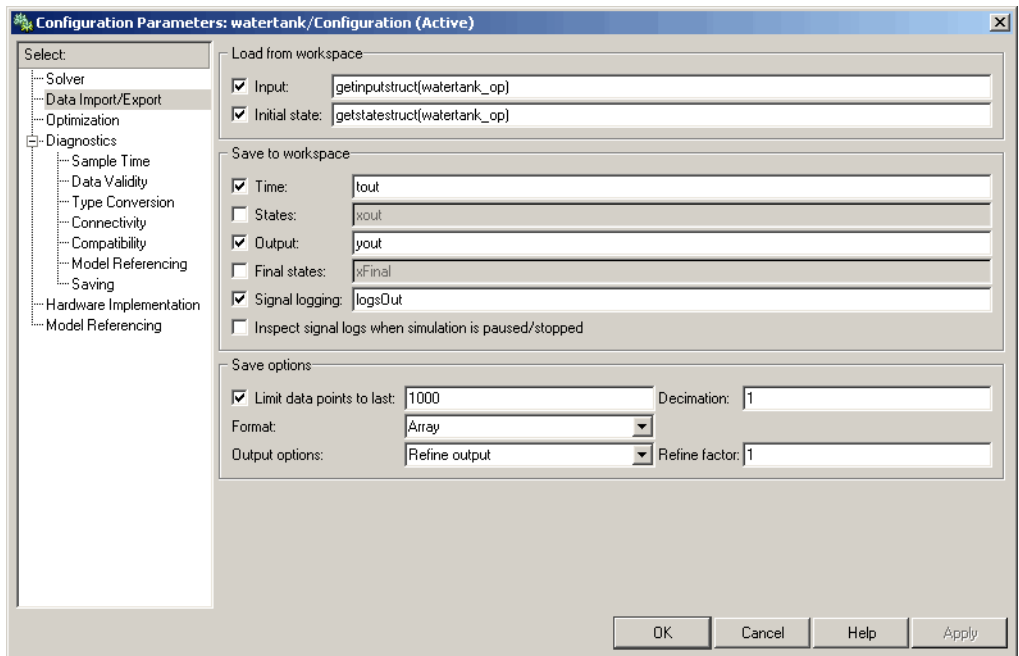 Configuration Parameters: watertank/Configuration (Active)
Select:
Solver
Data Import/Export
Optimization
Diagnostics
Sample Time
Data Validity
Type Conversion
Connectivity
Compatibility
Model Referencing
Saving
Hardware Implementation
Model Referencing
Load from workspace
Input: getinputstruct(watertank_op)
Initial state: getstatestruct(watertank_op)
Save to workspace
Time: tout
States: xout
Output: yout
Final states: xFinal
Signal logging: logsOut
Inspect signal logs when simulation is paused/stopped
Save options
Limit data points to last: 1000 Decimation: 1
Format: Array
Output options: Refine output Refine factor: 1
OK Cancel Help Apply